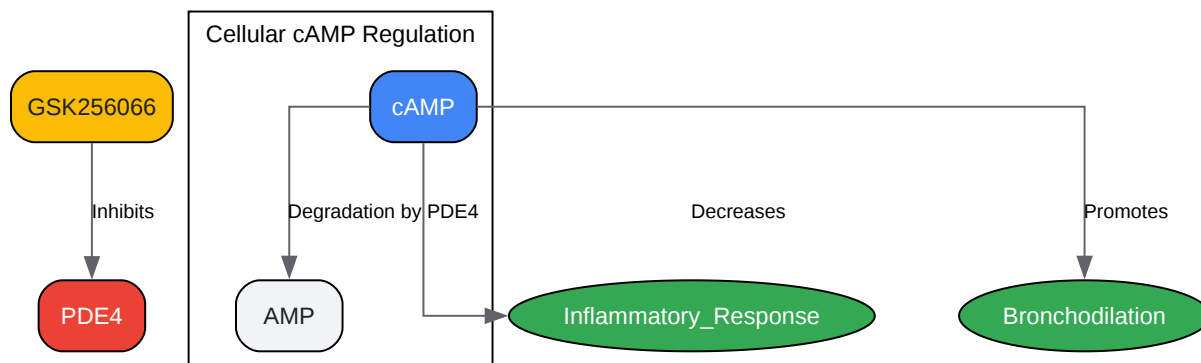 Cellular cAMP Regulation
GSK256066
cAMP
Inhibits
Degradation by PDE4
Decreases
Promotes
PDE4
AMP
Inflammatory_Response
Bronchodilation